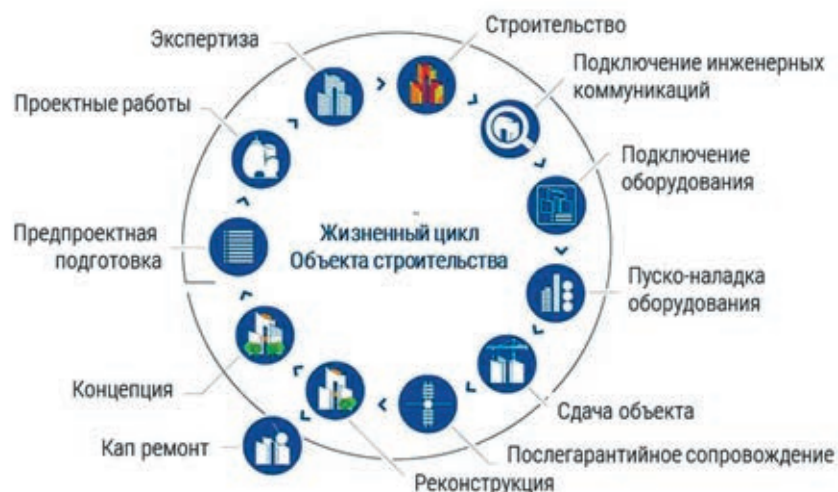 Экспертиза
Строительство
Подключение инженерных
коммуникаций
Проектные работы
Подключение
оборудования
Предпроектная
подготовка
Жизненный цикл
Объекта строительства
Пуско-наладка
оборудования
Концепция
Сдача объекта
Кап ремонт
Послегарантийное сопровождение
Реконструкция